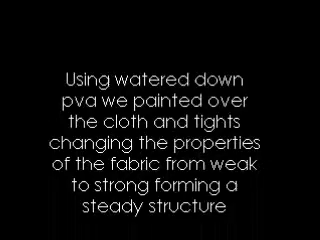 Using watered down
pva we painted over
the cloth and tights
changing the properties
of the fabric from weak
to strong forming a
steady structure